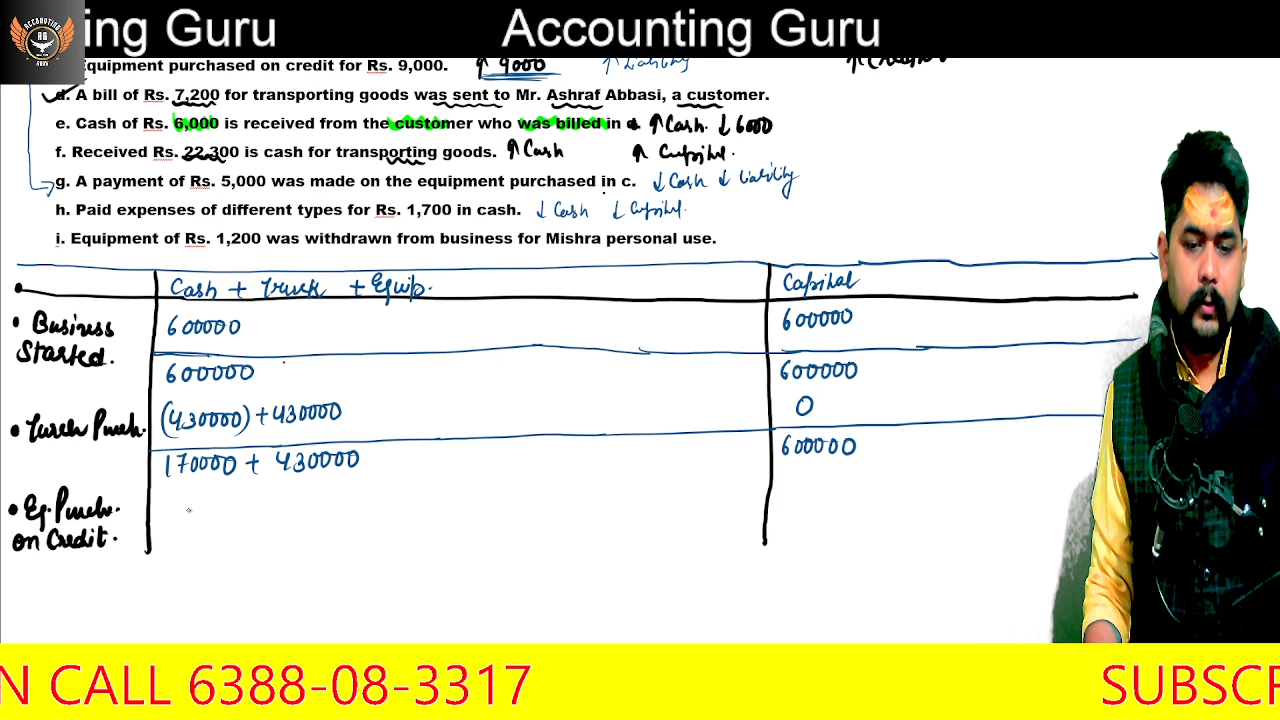 ing Guru Accounting Guru
ACCOUNTING
AG
GURU
Equipment purchased on credit for Rs. 9,000. ↑ 9000 ↑ Liability
d. A bill of Rs. 7,200 for transporting goods was sent to Mr. Ashraf Abbasi, a customer.
e. Cash of Rs. 6,000 is received from the customer who was billed in ↑ Cash. ↓ 6000
f. Received Rs. 22,300 is cash for transporting goods. ↑ Cash ↑ Capital.
g. A payment of Rs. 5,000 was made on the equipment purchased in c. ↓ Cash ↓ liability
h. Paid expenses of different types for Rs. 1,700 in cash. ↓ Cash ↓ Capital.
i. Equipment of Rs. 1,200 was withdrawn from business for Mishra personal use.
Cash + Truck + Equip. Capital
• Business 600000 600000
Started.
600000 600000
• Purch. (430000) + 430000 0
170000 + 430000 600000
• Eq. Purch.
on Credit.
N CALL 6388-08-3317 SUBSCR